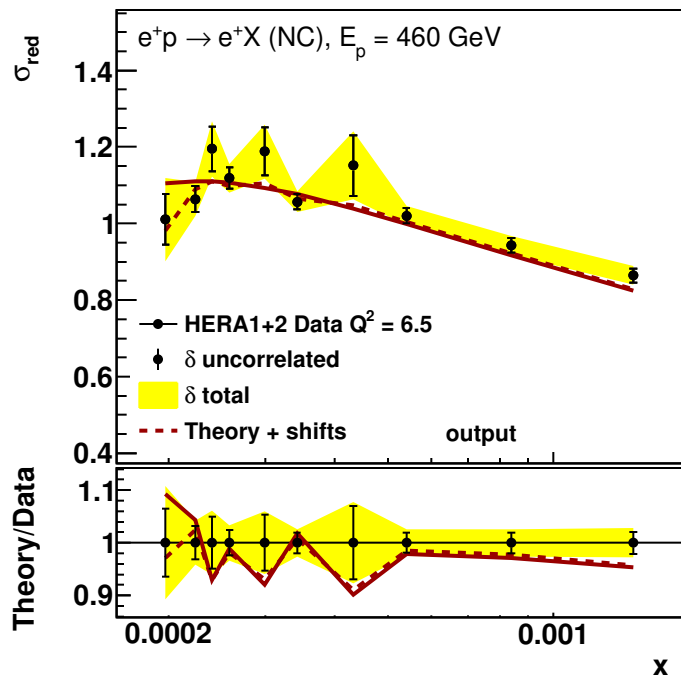 e⁺p → e⁺X (NC), E_p = 460 GeV
σ_red
1.4
1.2
1
0.8
0.6
0.4
HERA1+2 Data Q² = 6.5
δ uncorrelated
δ total
Theory + shifts
output
Theory/Data
1.1
1
0.9
0.0002
0.001
x